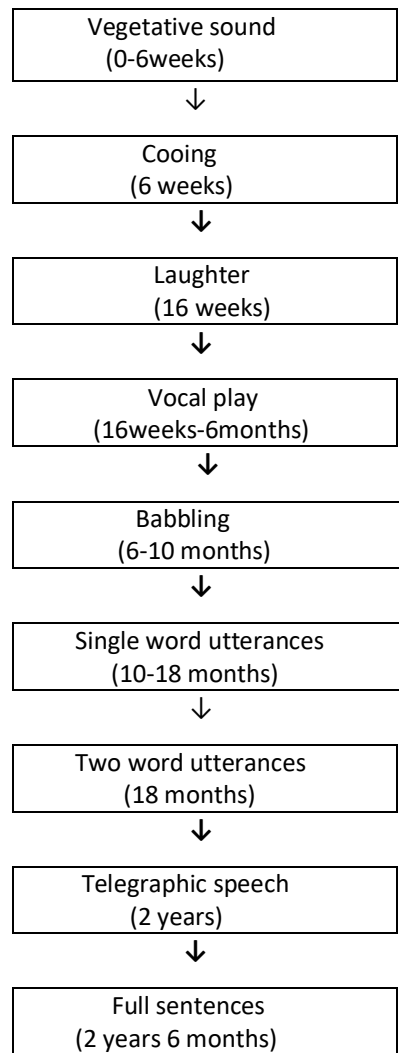 Vegetative sound
(0-6weeks)
Cooing
(6 weeks)
Laughter
(16 weeks)
Vocal play
(16weeks-6months)
Babbling
(6-10 months)
Single word utterances
(10-18 months)
Two word utterances
(18 months)
Telegraphic speech
(2 years)
Full sentences
(2 years 6 months)